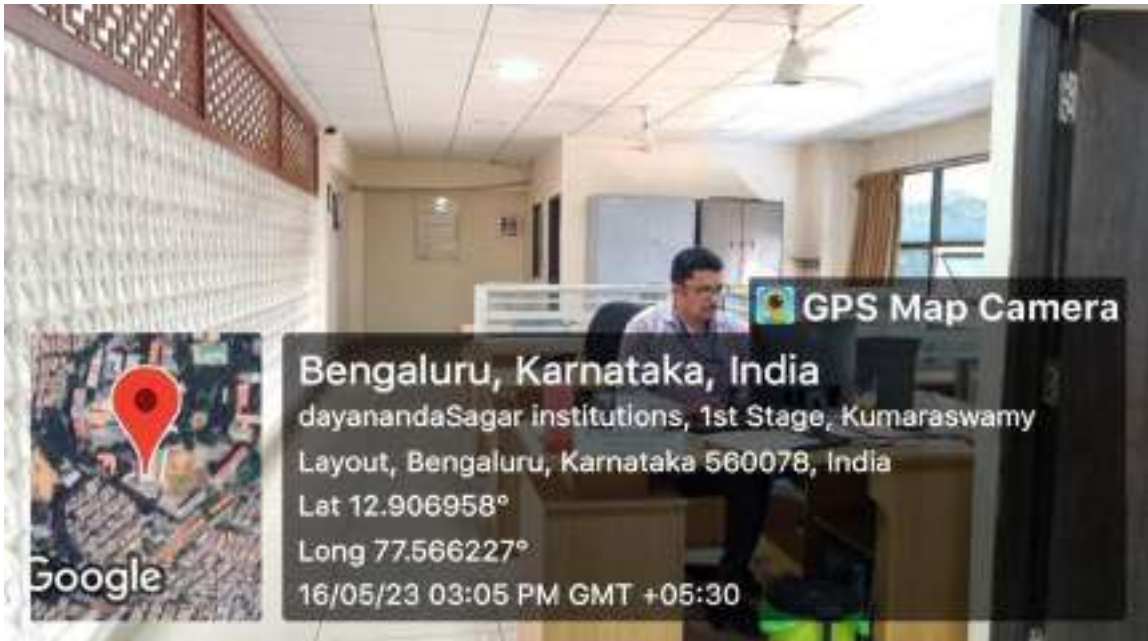 GPS Map Camera
Bengaluru, Karnataka, India
dayanandaSagar institutions, 1st Stage, Kumaraswamy
Layout, Bengaluru, Karnataka 560078, India
Lat 12.906958°
Long 77.566227°
16/05/23 03:05 PM GMT +05:30
Google